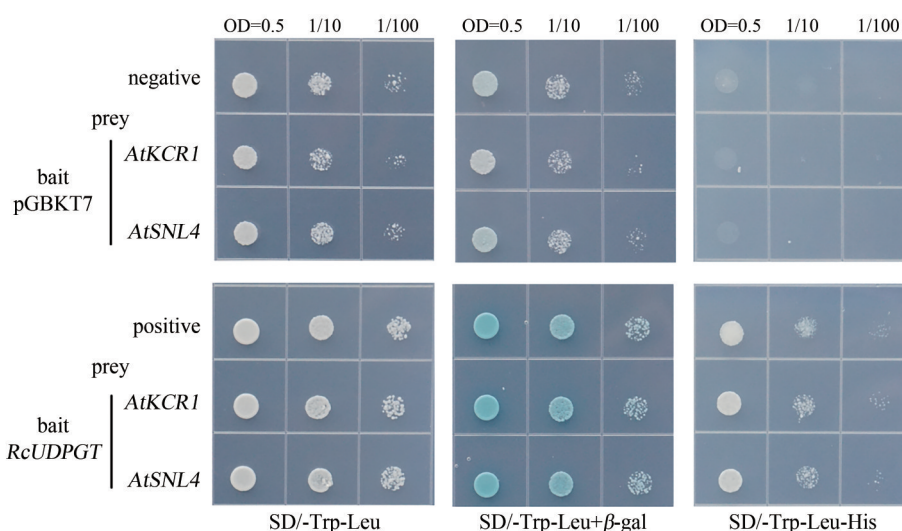 OD=0.5 1/10 1/100 OD=0.5 1/10 1/100 OD=0.5 1/10 1/100
negative
prey
AtKCR1
bait
pGBKT7
AtSNL4
positive
prey
AtKCR1
bait
RcUDPGT
AtSNL4
SD/-Trp-Leu SD/-Trp-Leu+β-gal SD/-Trp-Leu-His